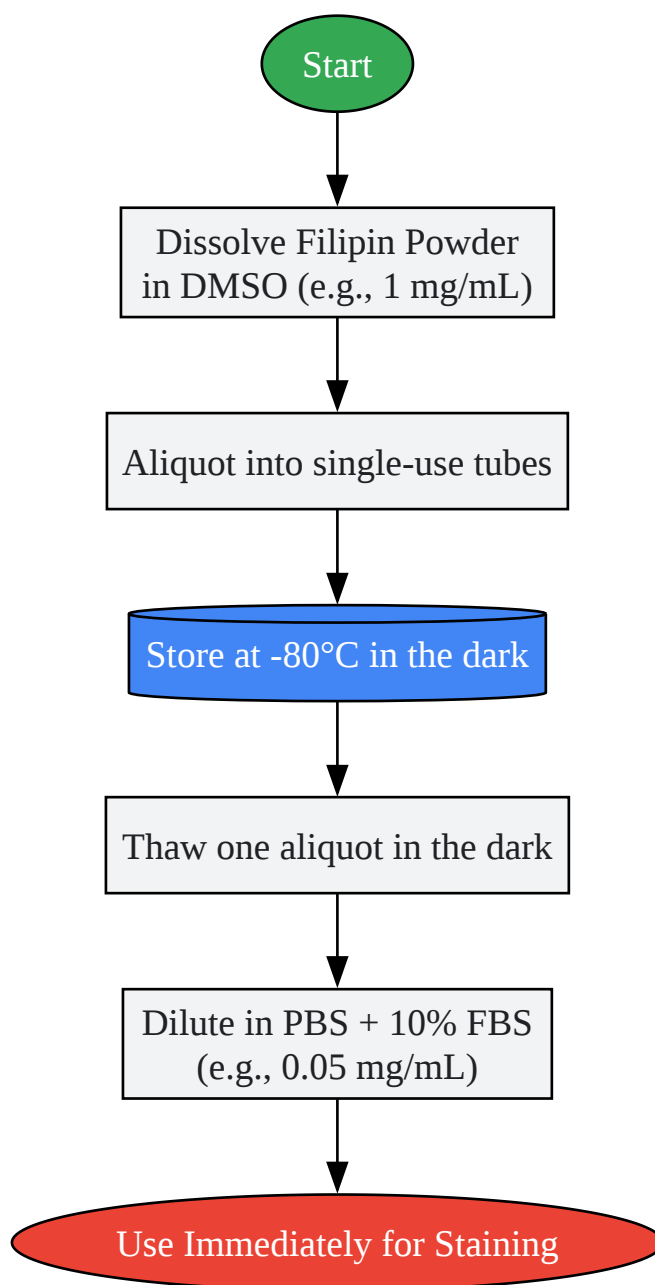 Start
Dissolve Filipin Powder
in DMSO (e.g., 1 mg/mL)
Aliquot into single-use tubes
Store at -80°C in the dark
Thaw one aliquot in the dark
Dilute in PBS + 10% FBS
(e.g., 0.05 mg/mL)
Use Immediately for Staining